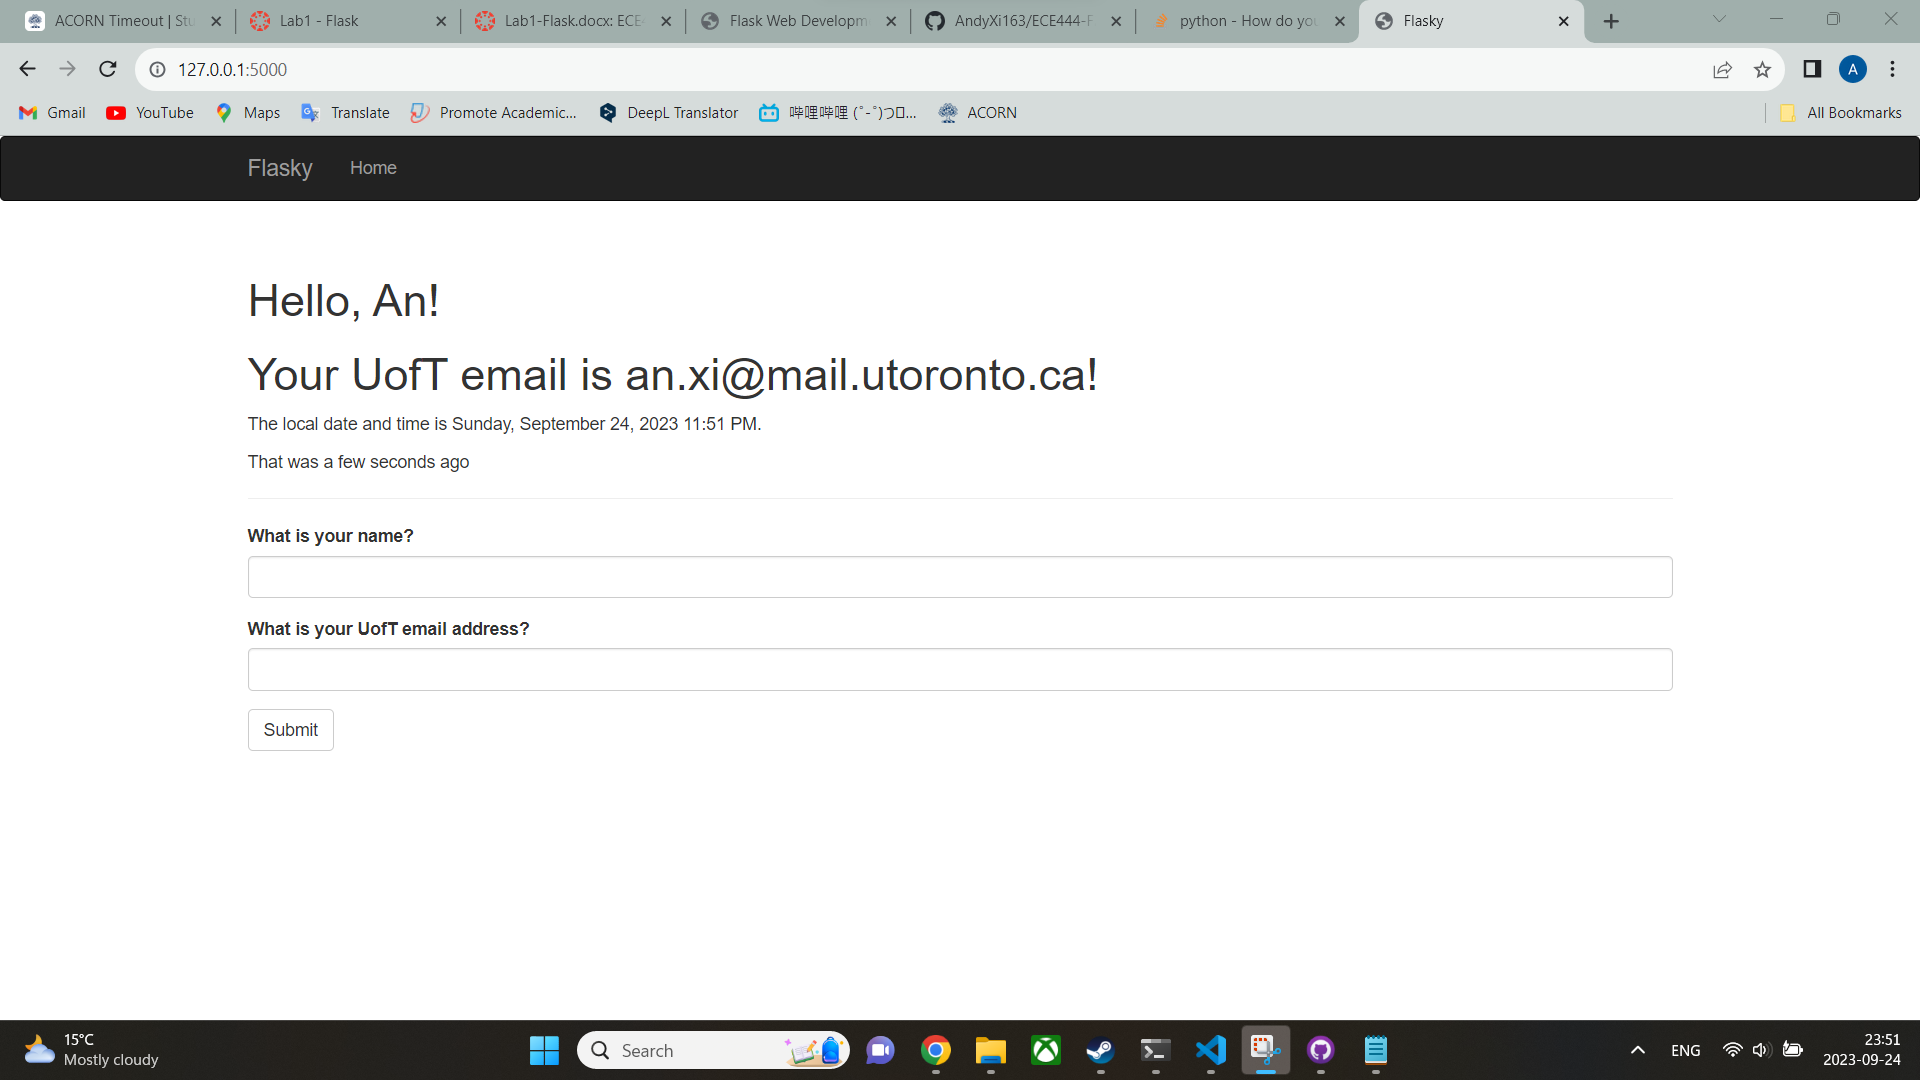 ACORN Timeout | Stu
Lab1 - Flask
Lab1-Flask.docx: ECE4
Flask Web Developm
AndyXi163/ECE444-F
python - How do you
Flasky
127.0.0.1:5000
A
Gmail
YouTube
Maps
Translate
Promote Academic...
DeepL Translator
哔哩哔哩 (゜-゜)つロ...
ACORN
All Bookmarks
Flasky
Home
Hello, An!
Your UofT email is an.xi@mail.utoronto.ca!
The local date and time is Sunday, September 24, 2023 11:51 PM.
That was a few seconds ago
What is your name?
What is your UofT email address?
Submit
15°C
Mostly cloudy
Search
ENG
23:51
2023-09-24